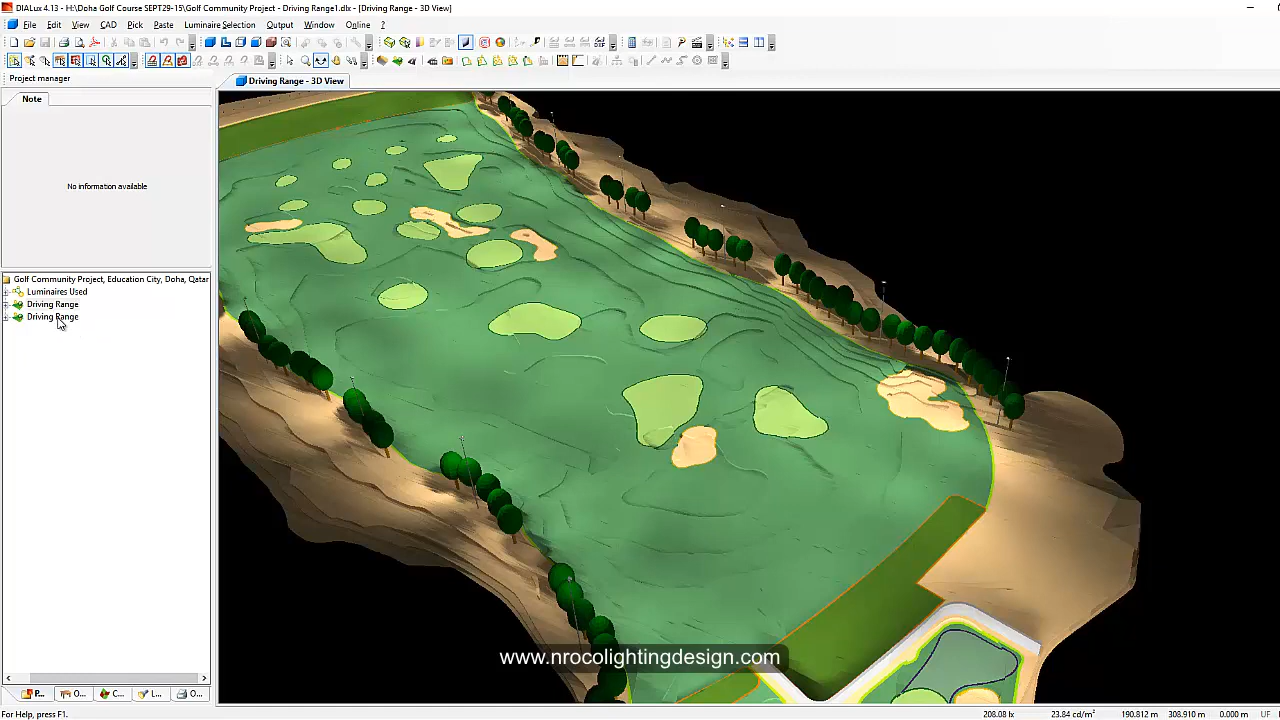 DIALux 4.13 - H:\Doha Golf Course SEPT29-15\Golf Community Project - Driving Range1.dlx - [Driving Range - 3D View]
File Edit View CAD Pick Paste Luminaire Selection Output Window Online ?
Project manager
Driving Range - 3D View
Note
No information available
Golf Community Project, Education City, Doha, Qatar
Luminaires Used
Driving Range
Driving Range
www.nrocolightingdesign.com
P... O... C... L... O...
For Help, press F1.
208.08 lx 23.84 cd/m² 190.812 m 308.910 m 0.000 m UF